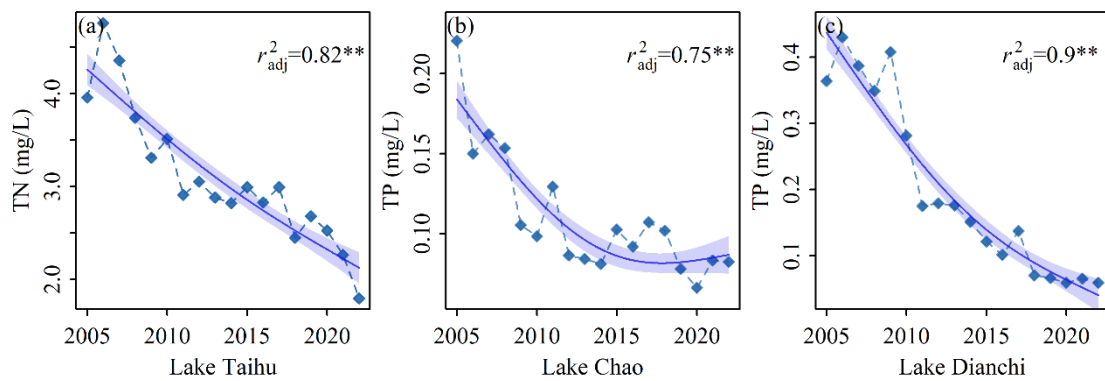 (a)
r²adj=0.82**
TN (mg/L)
4.0
3.0
2.0
2005 2010 2015 2020
Lake Taihu
(b)
r²adj=0.75**
TP (mg/L)
0.20
0.15
0.10
2005 2010 2015 2020
Lake Chao
(c)
r²adj=0.9**
TP (mg/L)
0.4
0.3
0.2
0.1
2005 2010 2015 2020
Lake Dianchi